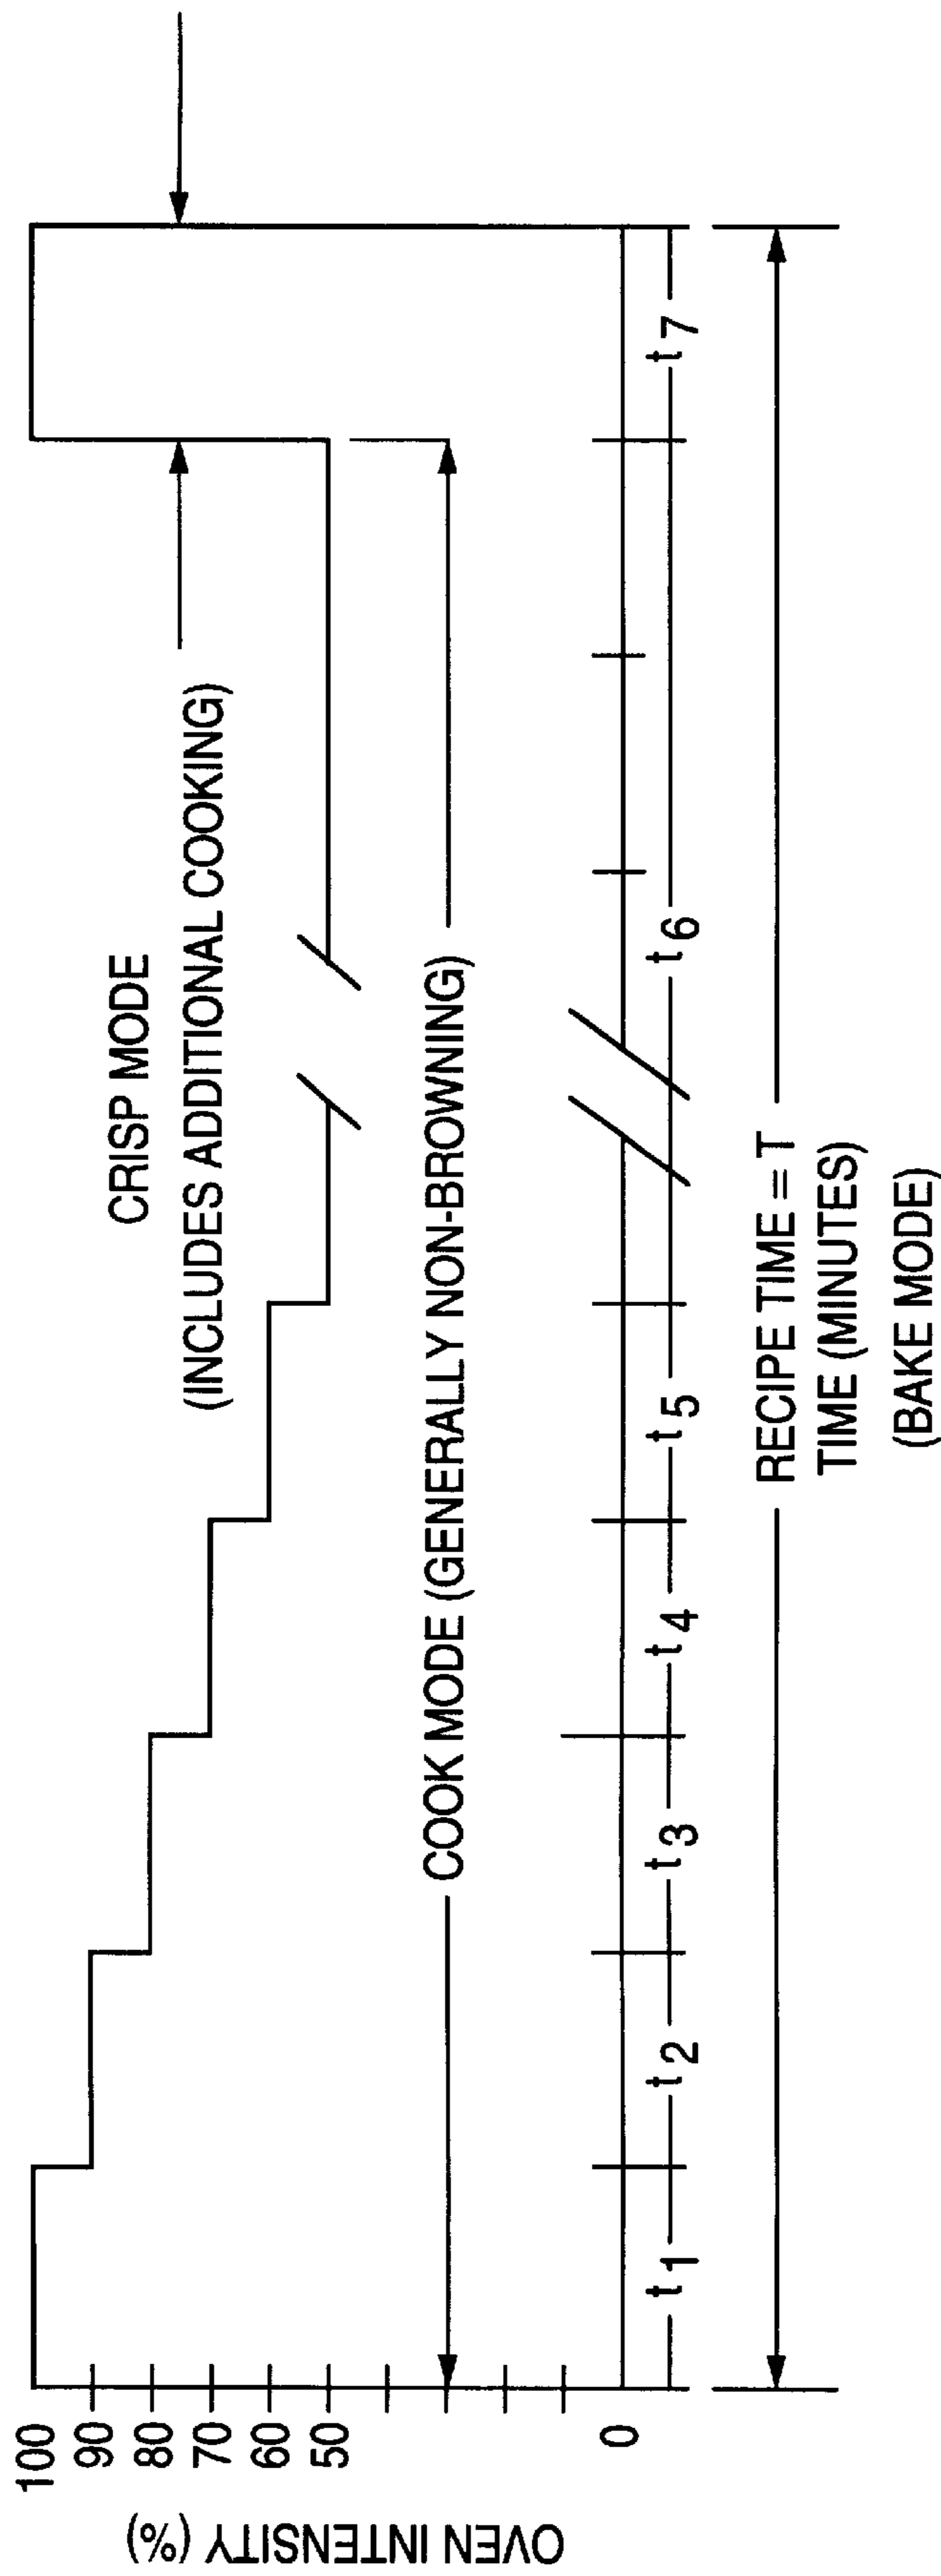 CRISP MODE
(INCLUDES ADDITIONAL COOKING)
OVEN INTENSITY (%)
100
90
80
70
60
50
0
COOK MODE (GENERALLY NON-BROWNING)
t1 t2 t3 t4 t5 t6 t7
RECIPE TIME = T
TIME (MINUTES)
(BAKE MODE)